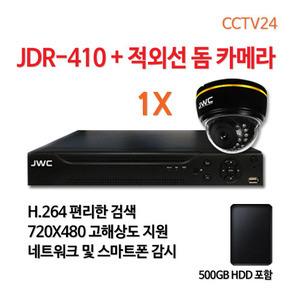 CCTV24
JDR-410 + 적외선 돔 카메라
1X
JWC
JWC
H.264 편리한 검색
720X480 고해상도 지원
네트워크 및 스마트폰 감시
500GB HDD 포함